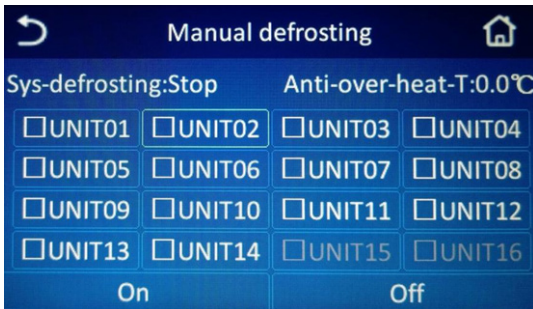 Manual defrosting
Sys-defrosting:Stop Anti-over-heat-T:0.0℃
UNIT01 UNIT02 UNIT03 UNIT04
UNIT05 UNIT06 UNIT07 UNIT08
UNIT09 UNIT10 UNIT11 UNIT12
UNIT13 UNIT14 UNIT15 UNIT16
On Off